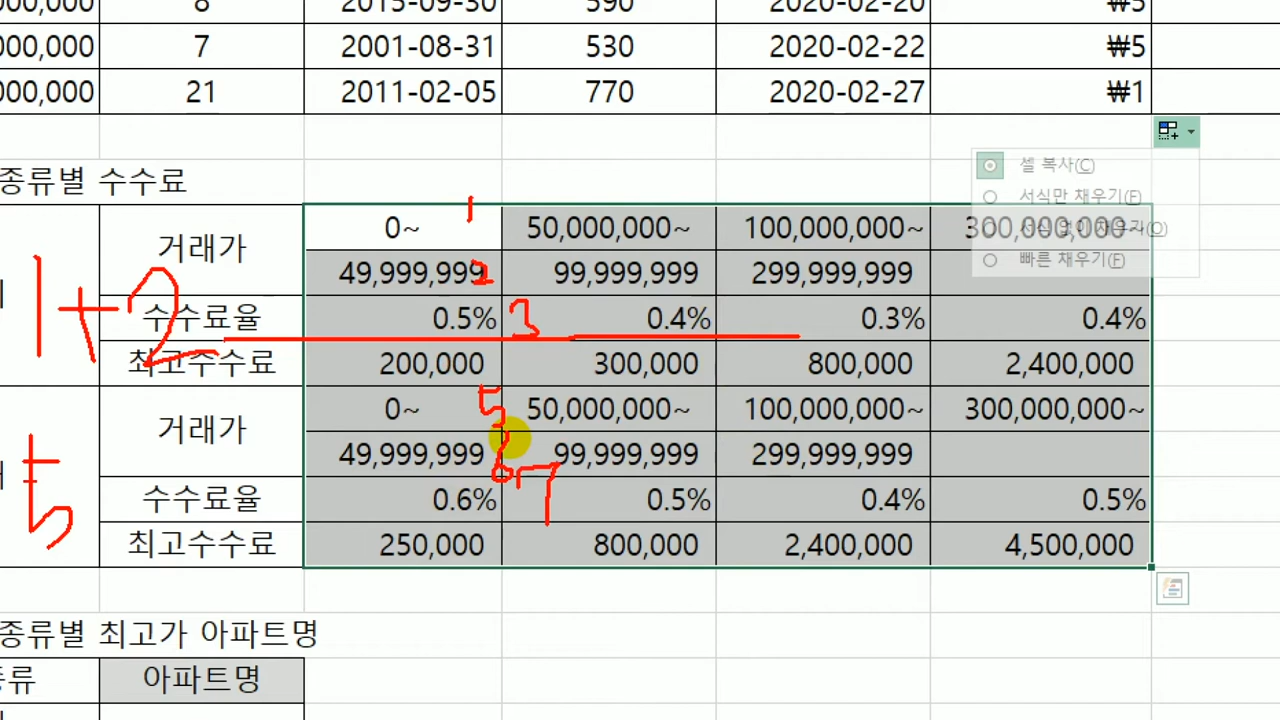 000,000 8 2015-09-30 590 2020-02-20 ₩5
000,000 7 2001-08-31 530 2020-02-22 ₩5
000,000 21 2011-02-05 770 2020-02-27 ₩1
종류별 수수료
셀 복사(C)
서식만 채우기(F)
서식 없이 채우기(O)
빠른 채우기(F)
거래가 0~ 50,000,000~ 100,000,000~ 300,000,000~
49,999,999 99,999,999 299,999,999
수수료율 0.5% 0.4% 0.3% 0.4%
최고수수료 200,000 300,000 800,000 2,400,000
거래가 0~ 50,000,000~ 100,000,000~ 300,000,000~
49,999,999 99,999,999 299,999,999
수수료율 0.6% 0.5% 0.4% 0.5%
최고수수료 250,000 800,000 2,400,000 4,500,000
1
2
3
1+2
5
6
7
5
종류별 최고가 아파트명
종류 아파트명